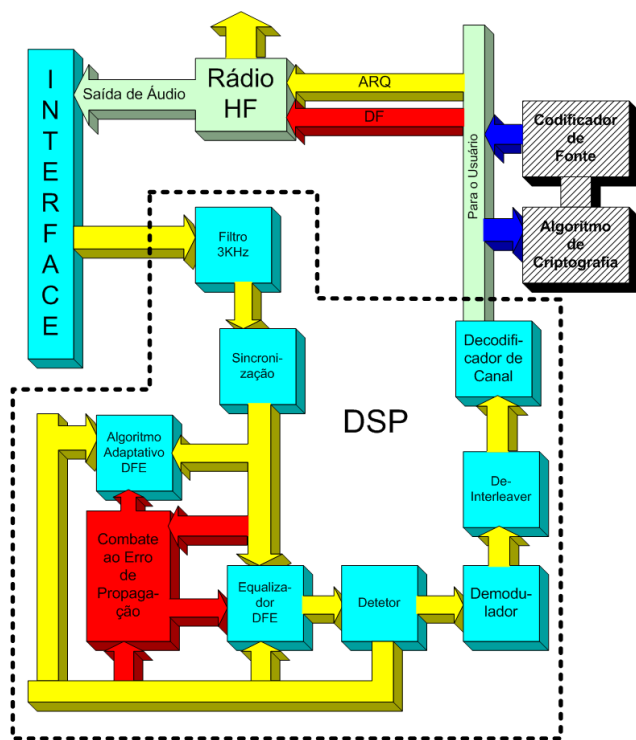 INTERFACE
Saída de Áudio
Rádio
HF
ARQ
DF
Para o Usuário
Codificador
de
Fonte
Algoritmo
de
Criptografia
Filtro
3KHz
Sincroni-
zação
DSP
Decodifi-
cador de
Canal
Algoritmo
Adaptativo
DFE
De-
Interleaver
Combate
ao Erro
de
Propaga-
ção
Equaliza-
dor
DFE
Detetor
Demodu-
lador